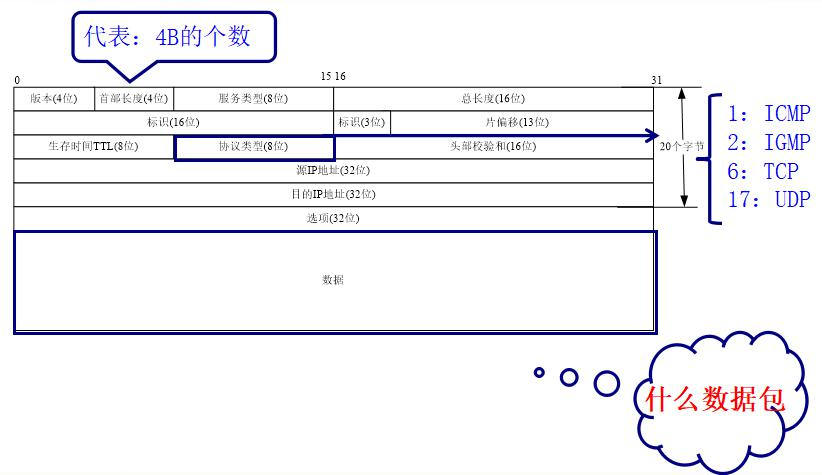 代表：4B的个数
0 15 16 31
版本(4位) 首部长度(4位) 服务类型(8位) 总长度(16位)
标识(16位) 标识(3位) 片偏移(13位)
生存时间TTL(8位) 协议类型(8位) 头部校验和(16位)
源IP地址(32位)
目的IP地址(32位)
选项(32位)
数据
20个字节
1：ICMP
2：IGMP
6：TCP
17：UDP
什么数据包